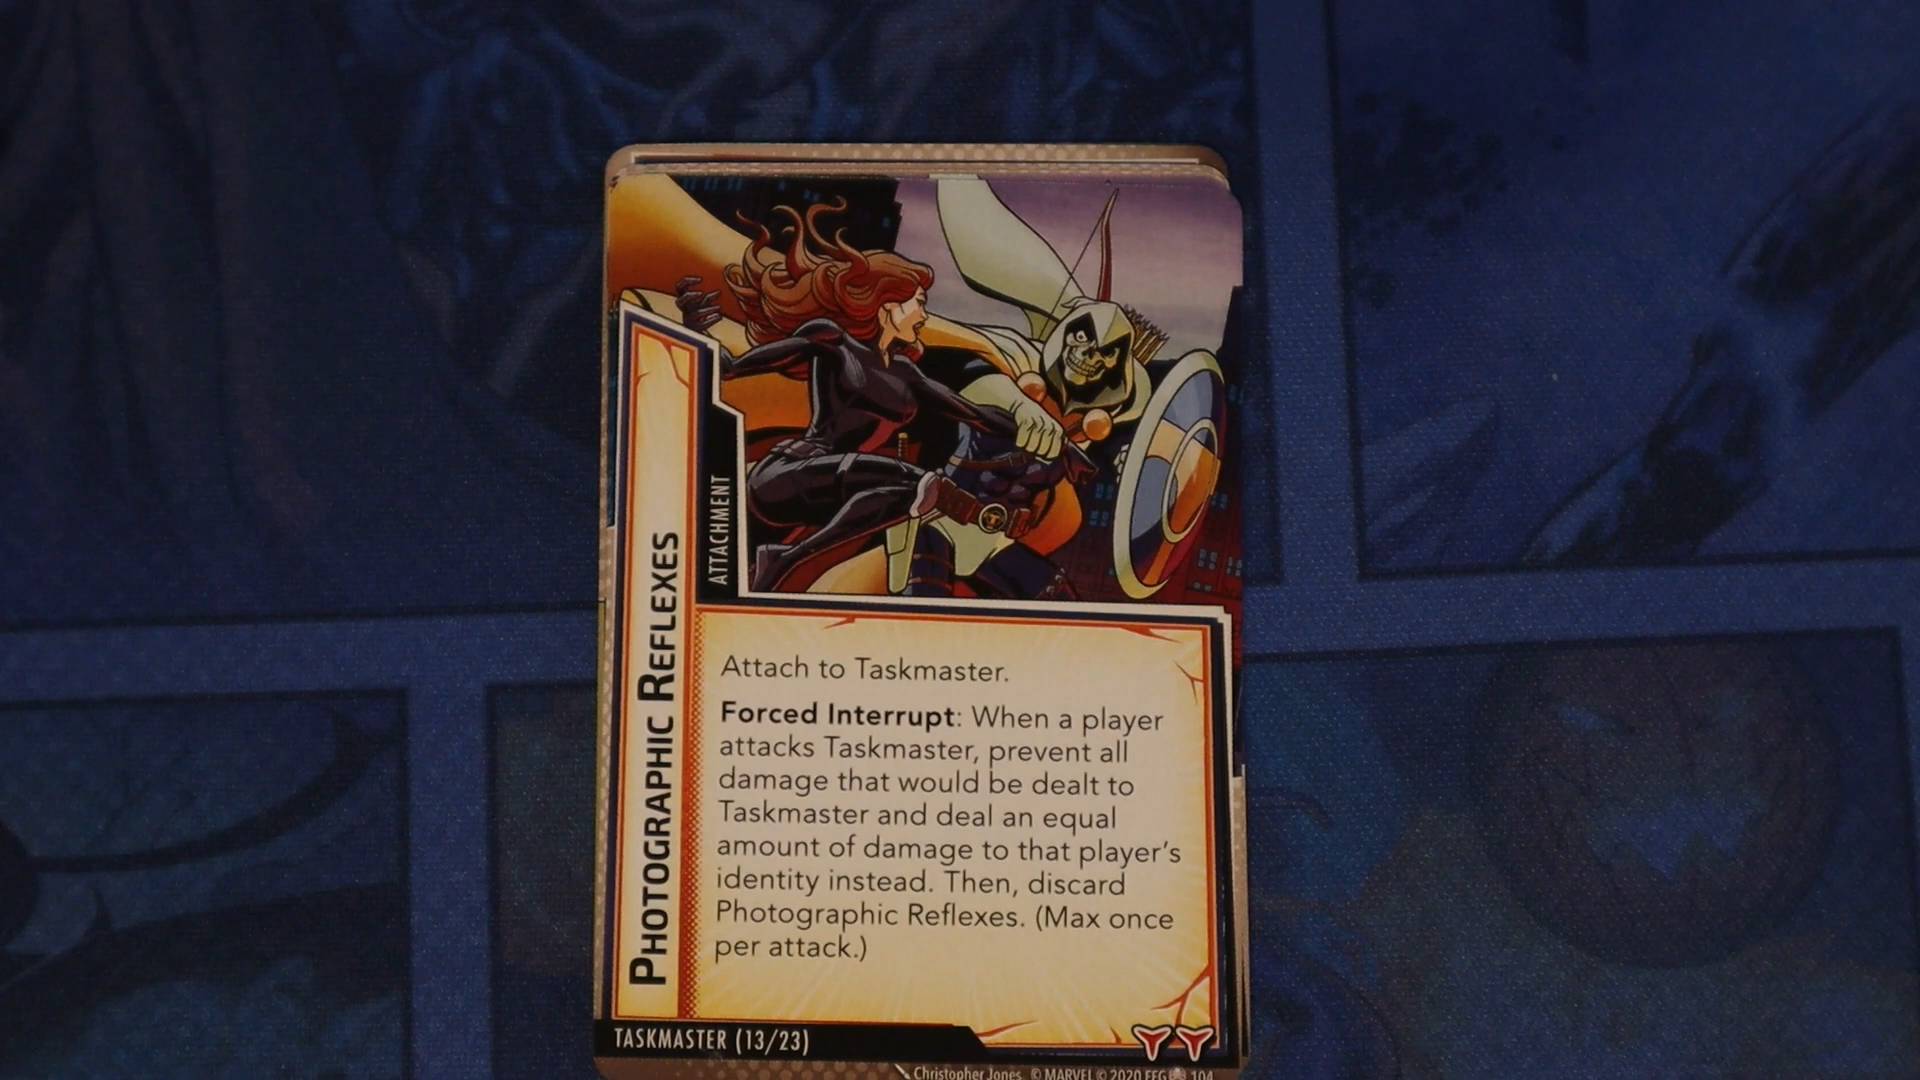 PHOTOGRAPHIC REFLEXES
ATTACHMENT
Attach to Taskmaster.
Forced Interrupt: When a player
attacks Taskmaster, prevent all
damage that would be dealt to
Taskmaster and deal an equal
amount of damage to that player's
identity instead. Then, discard
Photographic Reflexes. (Max once
per attack.)
TASKMASTER (13/23)
Christopher Jones © MARVEL © 2020 FFG 104